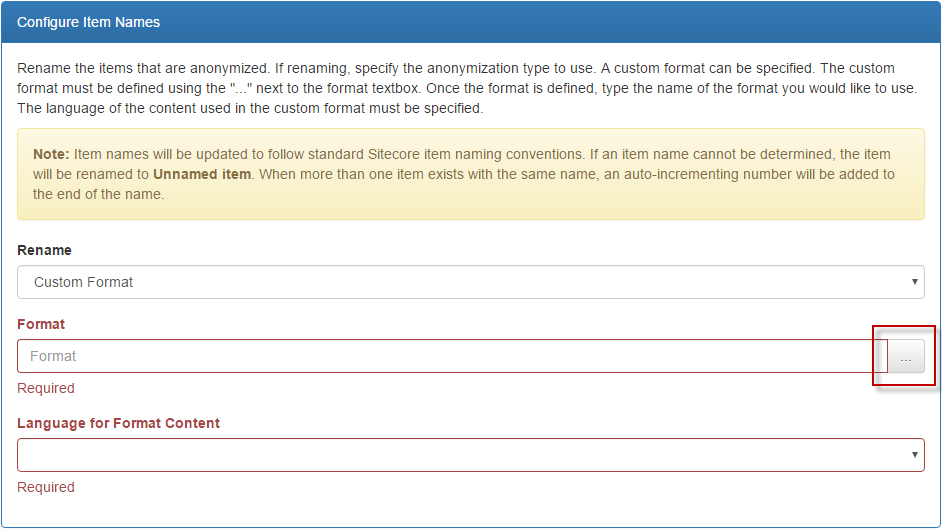 Configure Item Names
Rename the items that are anonymized. If renaming, specify the anonymization type to use. A custom format can be specified. The custom
format must be defined using the "..." next to the format textbox. Once the format is defined, type the name of the format you would like to use.
The language of the content used in the custom format must be specified.
Note: Item names will be updated to follow standard Sitecore item naming conventions. If an item name cannot be determined, the item
will be renamed to Unnamed item. When more than one item exists with the same name, an auto-incrementing number will be added to
the end of the name.
Rename
Custom Format
Format
Format ...
Required
Language for Format Content
Required